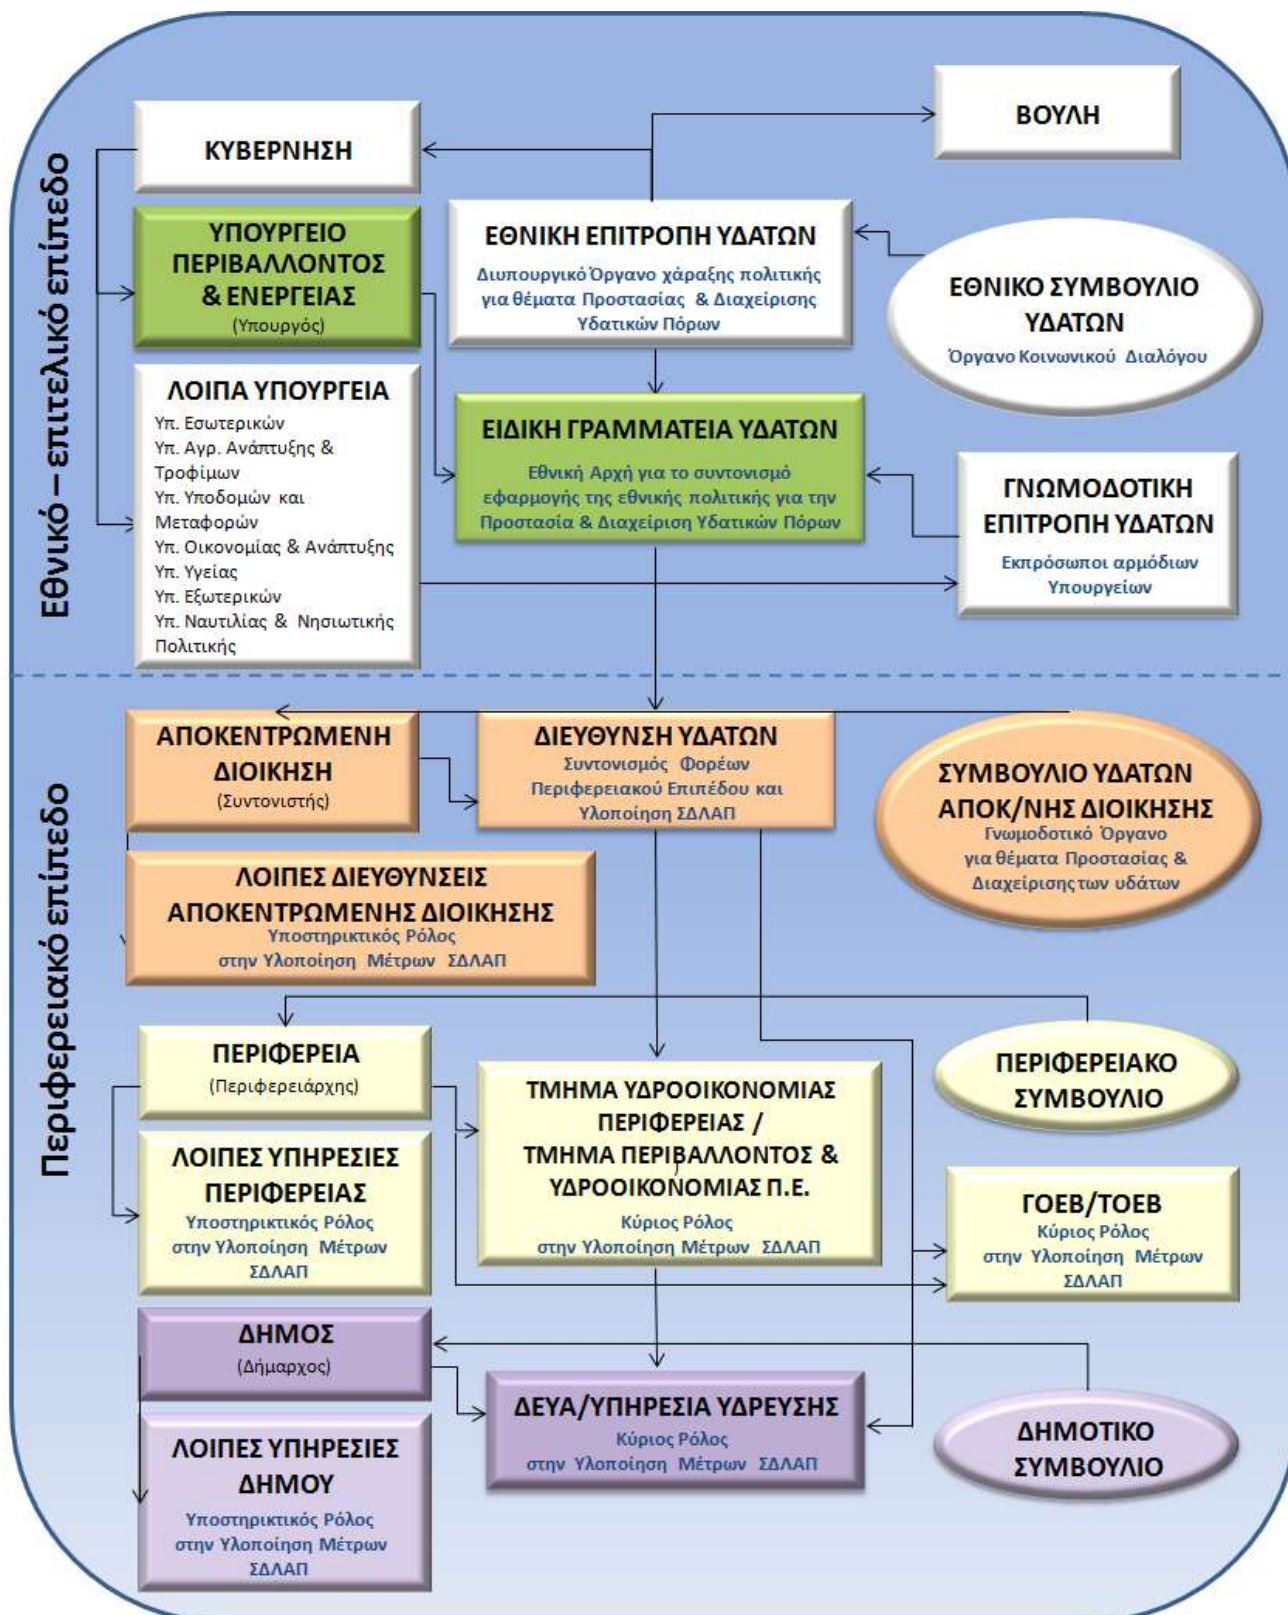 Εθνικό – επιτελικό επίπεδο
ΒΟΥΛΗ
ΚΥΒΕΡΝΗΣΗ
ΥΠΟΥΡΓΕΙΟ
ΠΕΡΙΒΑΛΛΟΝΤΟΣ
& ΕΝΕΡΓΕΙΑΣ
(Υπουργός)
ΕΘΝΙΚΗ ΕΠΙΤΡΟΠΗ ΥΔΑΤΩΝ
Διυπουργικό Όργανο χάραξης πολιτικής
για θέματα Προστασίας & Διαχείρισης
Υδατικών Πόρων
ΕΘΝΙΚΟ ΣΥΜΒΟΥΛΙΟ
ΥΔΑΤΩΝ
Όργανο Κοινωνικού Διαλόγου
ΛΟΙΠΑ ΥΠΟΥΡΓΕΙΑ
Υπ. Εσωτερικών
Υπ. Αγρ. Ανάπτυξης &
Τροφίμων
Υπ. Υποδομών και
Μεταφορών
Υπ. Οικονομίας & Ανάπτυξης
Υπ. Υγείας
Υπ. Εξωτερικών
Υπ. Ναυτιλίας & Νησιωτικής
Πολιτικής
ΕΙΔΙΚΗ ΓΡΑΜΜΑΤΕΙΑ ΥΔΑΤΩΝ
Εθνική Αρχή για το συντονισμό
εφαρμογής της εθνικής πολιτικής για την
Προστασία & Διαχείριση Υδατικών Πόρων
ΓΝΩΜΟΔΟΤΙΚΗ
ΕΠΙΤΡΟΠΗ ΥΔΑΤΩΝ
Εκπρόσωποι αρμόδιων
Υπουργείων
Περιφερειακό επίπεδο
ΑΠΟΚΕΝΤΡΩΜΕΝΗ
ΔΙΟΙΚΗΣΗ
(Συντονιστής)
ΔΙΕΥΘΥΝΣΗ ΥΔΑΤΩΝ
Συντονισμός Φορέων
Περιφερειακού Επιπέδου και
Υλοποίηση ΣΔΛΑΠ
ΣΥΜΒΟΥΛΙΟ ΥΔΑΤΩΝ
ΑΠΟΚ/ΝΗΣ ΔΙΟΙΚΗΣΗΣ
Γνωμοδοτικό Όργανο
για θέματα Προστασίας &
Διαχείρισης των υδάτων
ΛΟΙΠΕΣ ΔΙΕΥΘΥΝΣΕΙΣ
ΑΠΟΚΕΝΤΡΩΜΕΝΗΣ ΔΙΟΙΚΗΣΗΣ
Υποστηρικτικός Ρόλος
στην Υλοποίηση Μέτρων ΣΔΛΑΠ
ΠΕΡΙΦΕΡΕΙΑ
(Περιφερειάρχης)
ΤΜΗΜΑ ΥΔΡΟΟΙΚΟΝΟΜΙΑΣ
ΠΕΡΙΦΕΡΕΙΑΣ /
ΤΜΗΜΑ ΠΕΡΙΒΑΛΛΟΝΤΟΣ &
)
ΥΔΡΟΟΙΚΟΝΟΜΙΑΣ Π.Ε.
Κύριος Ρόλος
στην Υλοποίηση Μέτρων ΣΔΛΑΠ
ΠΕΡΙΦΕΡΕΙΑΚΟ
ΣΥΜΒΟΥΛΙΟ
ΛΟΙΠΕΣ ΥΠΗΡΕΣΙΕΣ
ΠΕΡΙΦΕΡΕΙΑΣ
Υποστηρικτικός Ρόλος
στην Υλοποίηση Μέτρων
ΣΔΛΑΠ
ΓΟΕΒ/ΤΟΕΒ
Κύριος Ρόλος
στην Υλοποίηση Μέτρων
ΣΔΛΑΠ
ΔΗΜΟΣ
(Δήμαρχος)
ΔΕΥΑ/ΥΠΗΡΕΣΙΑ ΥΔΡΕΥΣΗΣ
Κύριος Ρόλος
στην Υλοποίηση Μέτρων ΣΔΛΑΠ
ΔΗΜΟΤΙΚΟ
ΣΥΜΒΟΥΛΙΟ
ΛΟΙΠΕΣ ΥΠΗΡΕΣΙΕΣ
ΔΗΜΟΥ
Υποστηρικτικός Ρόλος
στην Υλοποίηση Μέτρων
ΣΔΛΑΠ